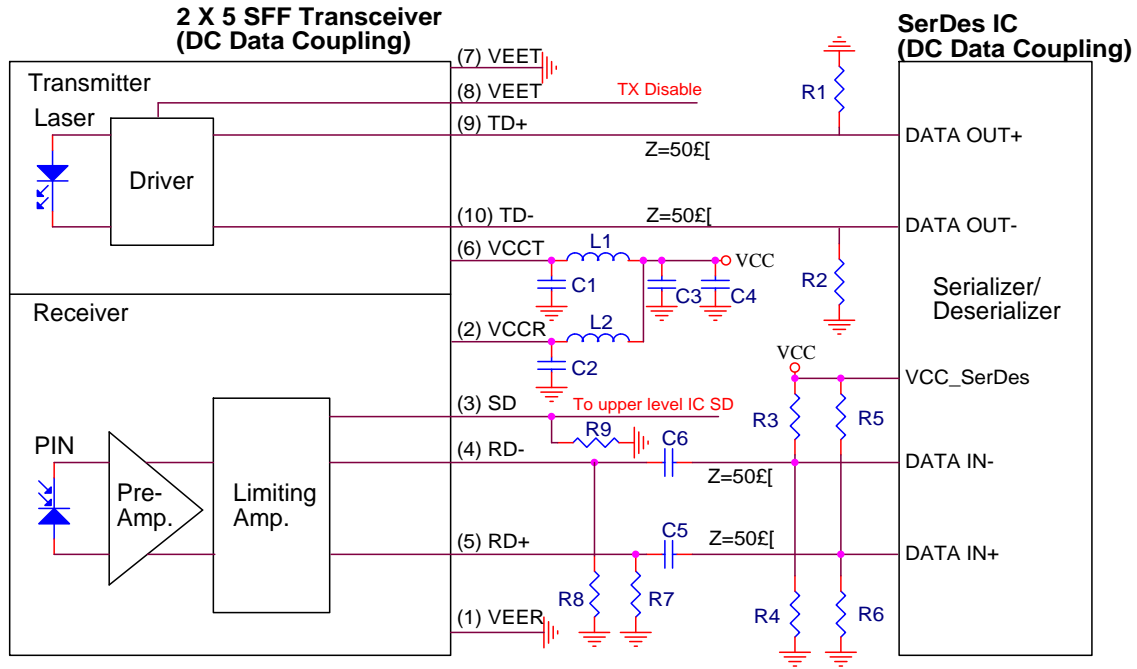 2 X 5 SFF Transceiver
(DC Data Coupling)
SerDes IC
(DC Data Coupling)
(7) VEET
Transmitter
(8) VEET
TX Disable
R1
Laser
(9) TD+
DATA OUT+
Z=50£[
Driver
(10) TD-
Z=50£[
DATA OUT-
(6) VCCT
L1
VCC
C1
C3
C4
R2
Serializer/
Deserializer
Receiver
(2) VCCR
L2
C2
VCC
VCC_SerDes
(3) SD
To upper level IC SD
R3
R5
R9
PIN
(4) RD-
C6
DATA IN-
Z=50£[
Pre-
Amp.
Limiting
Amp.
(5) RD+
C5
Z=50£[
DATA IN+
R8
R7
R4
R6
(1) VEER